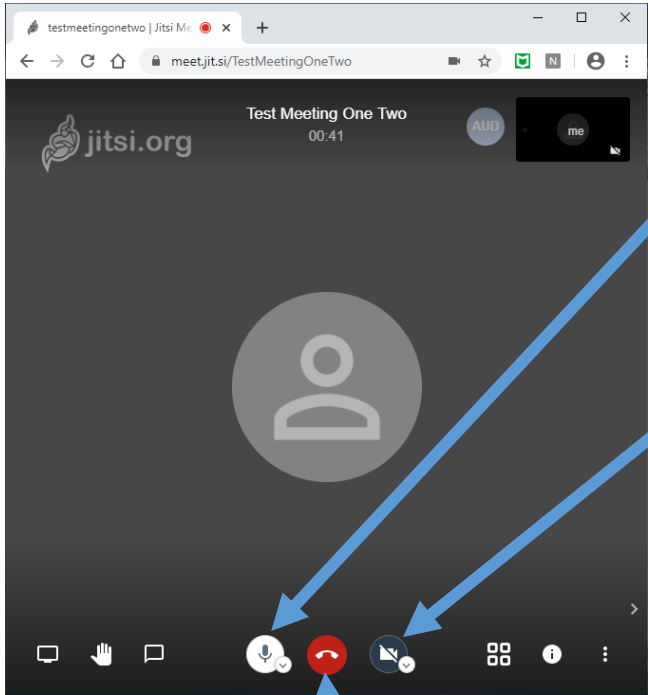 testmeetingonetwo | Jitsi Me
meet.jit.si/TestMeetingOneTwo
N
jitsi.org
Test Meeting One Two
00:41
AUD
me